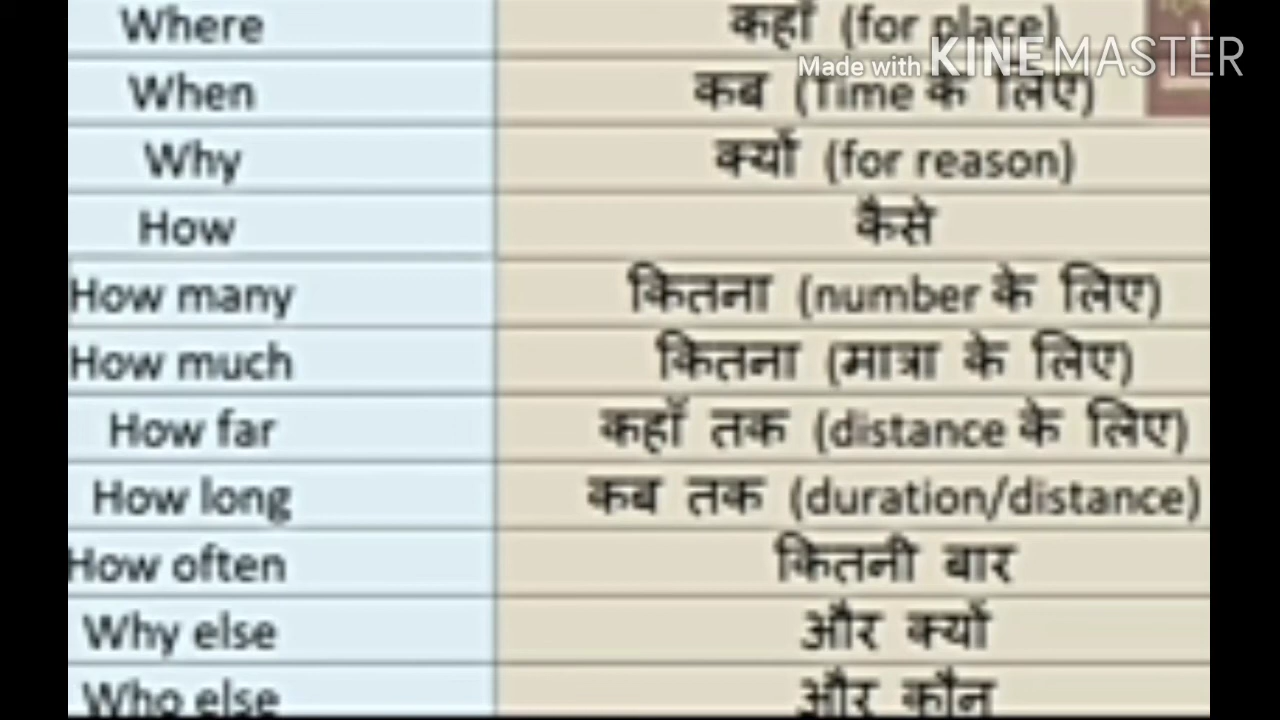 Where कहाँ (for place)
Made with KINEMASTER
When कब (Time के लिए)
Why क्यों (for reason)
How कैसे
How many कितना (number के लिए)
How much कितना (मात्रा के लिए)
How far कहाँ तक (distance के लिए)
How long कब तक (duration/distance)
How often कितनी बार
Why else और क्यों
Who else और कौन